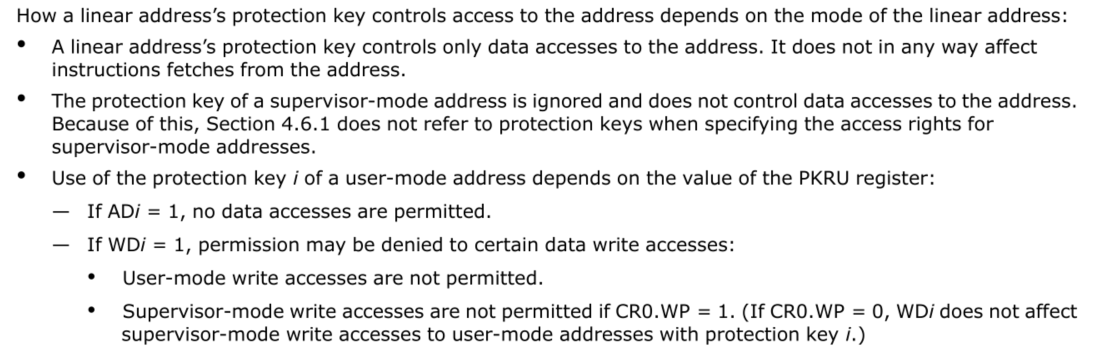 How a linear address’s protection key controls access to the address depends on the mode of the linear address:
• A linear address’s protection key controls only data accesses to the address. It does not in any way affect
instructions fetches from the address.
• The protection key of a supervisor-mode address is ignored and does not control data accesses to the address.
Because of this, Section 4.6.1 does not refer to protection keys when specifying the access rights for
supervisor-mode addresses.
• Use of the protection key i of a user-mode address depends on the value of the PKRU register:
— If ADi = 1, no data accesses are permitted.
— If WDi = 1, permission may be denied to certain data write accesses:
• User-mode write accesses are not permitted.
• Supervisor-mode write accesses are not permitted if CR0.WP = 1. (If CR0.WP = 0, WDi does not affect
supervisor-mode write accesses to user-mode addresses with protection key i.)